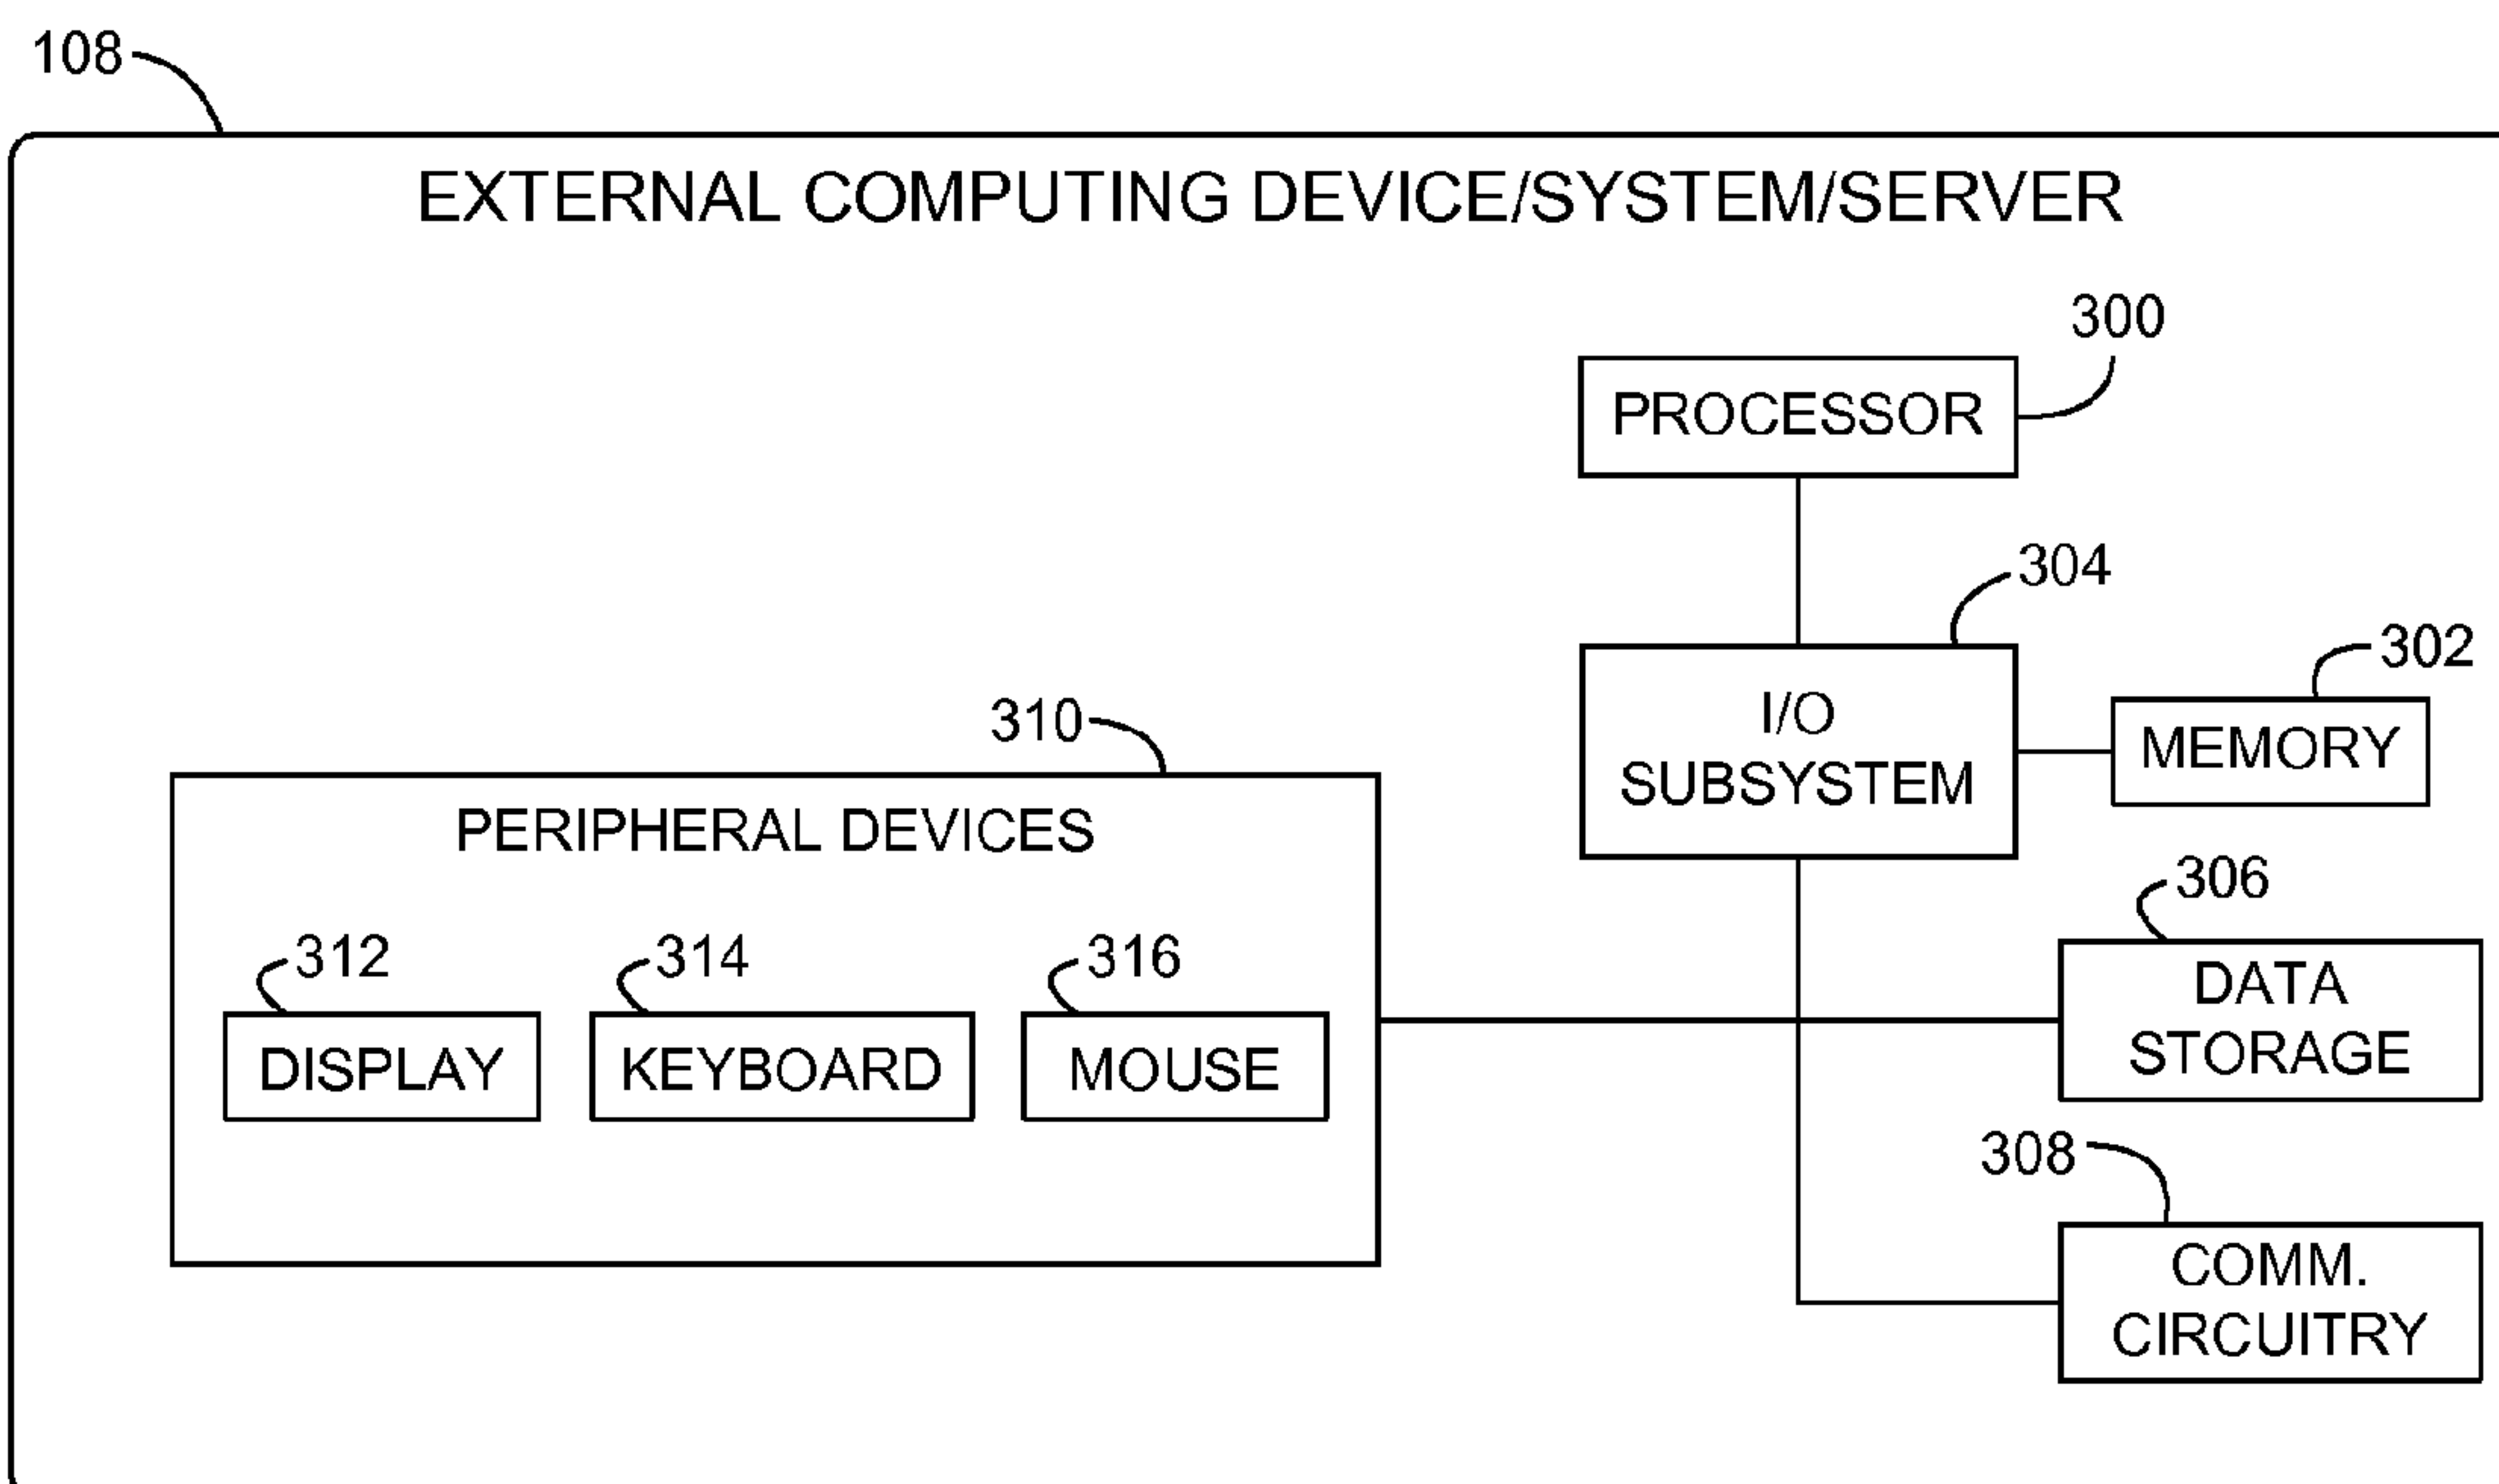 108
EXTERNAL COMPUTING DEVICE/SYSTEM/SERVER
300
PROCESSOR
304
I/O
SUBSYSTEM
302
MEMORY
310
PERIPHERAL DEVICES
312
DISPLAY
314
KEYBOARD
316
MOUSE
306
DATA
STORAGE
308
COMM.
CIRCUITRY